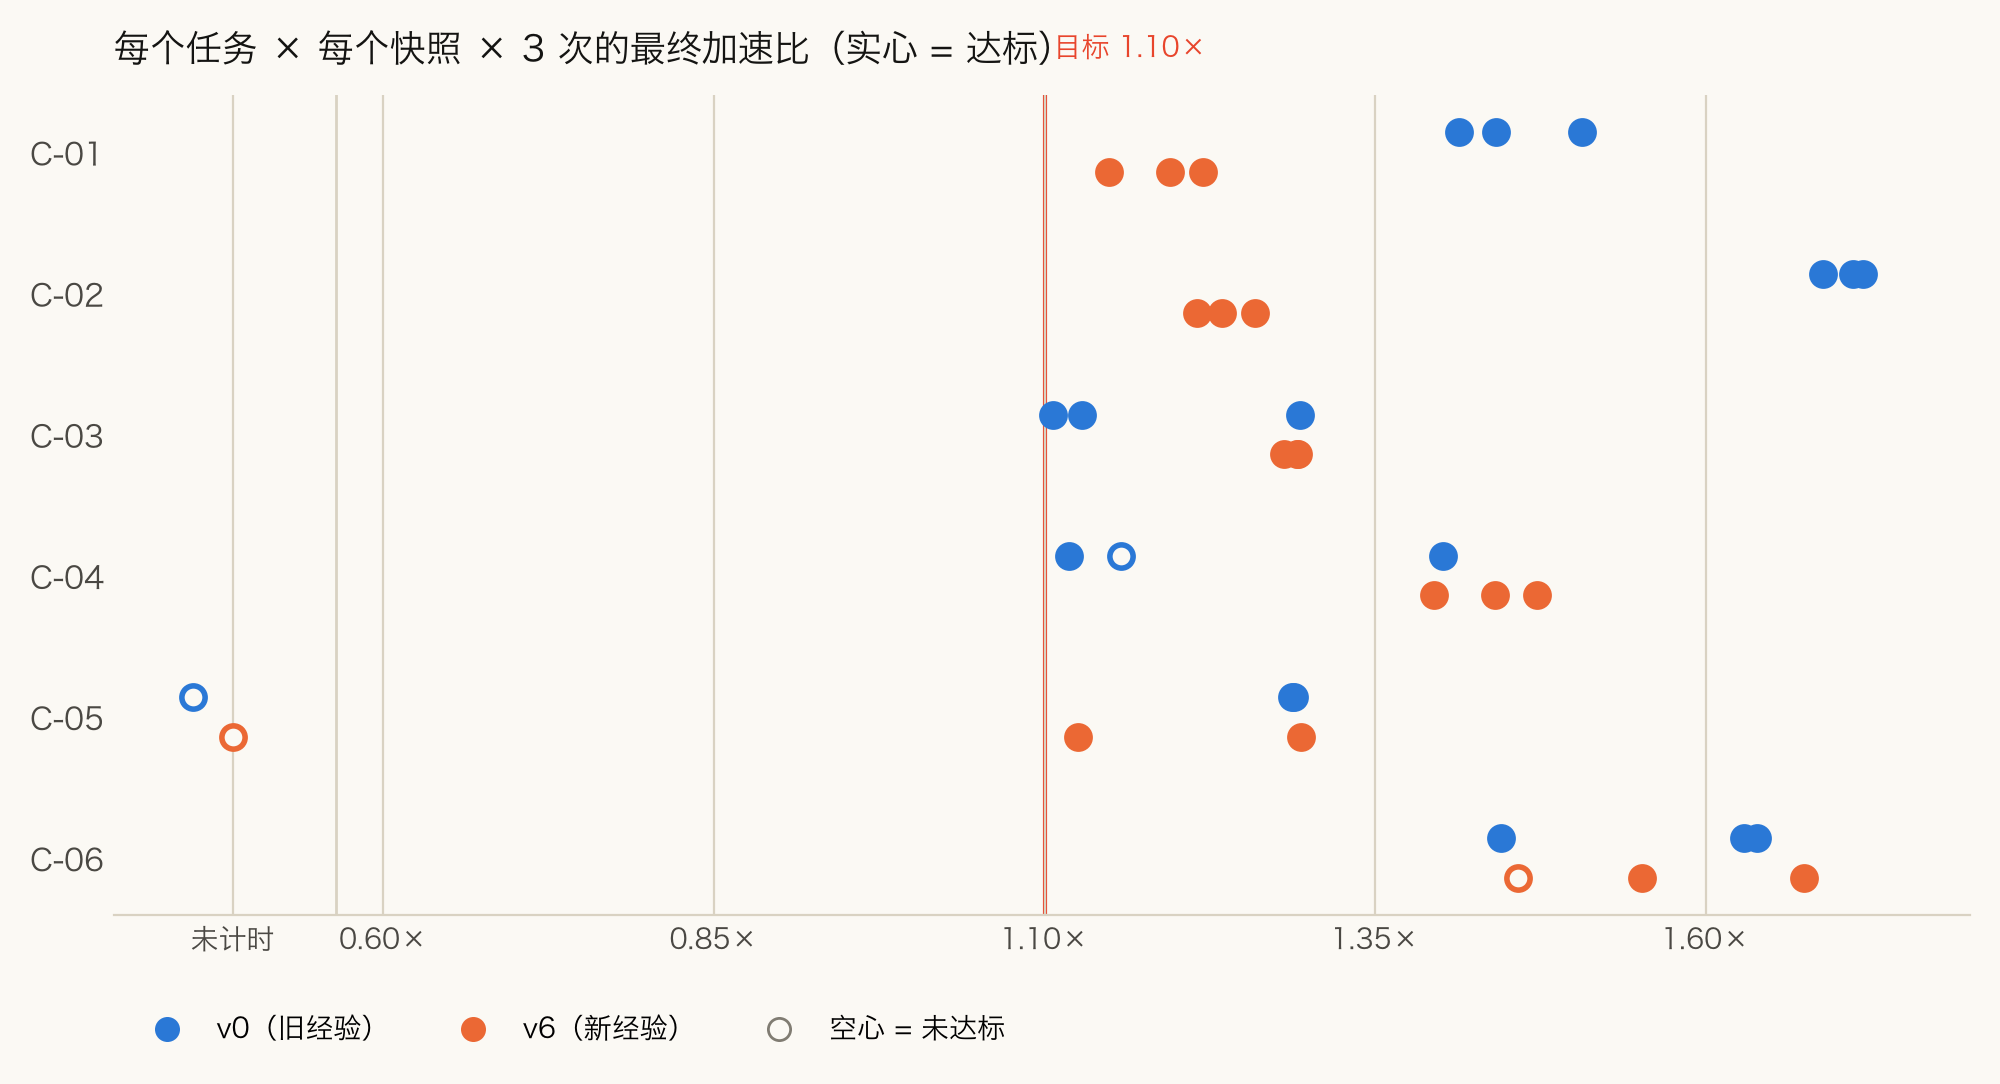 每个任务 × 每个快照 × 3 次的最终加速比（实心 = 达标）目标 1.10×
C-01
C-02
C-03
C-04
C-05
C-06
未计时 0.60× 0.85× 1.10× 1.35× 1.60×
v0（旧经验） v6（新经验） 空心 = 未达标